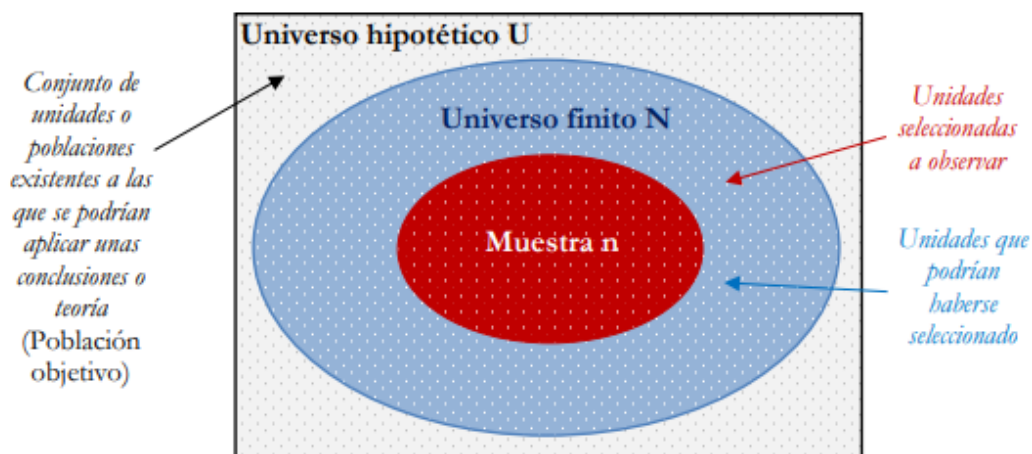 Universo hipotético U
Conjunto de
unidades o
poblaciones
existentes a las
que se podrían
aplicar unas
conclusiones o
teoría
(Población
objetivo)
Universo finito N
Muestra n
Unidades
seleccionadas
a observar
Unidades que
podrían
haberse
seleccionado